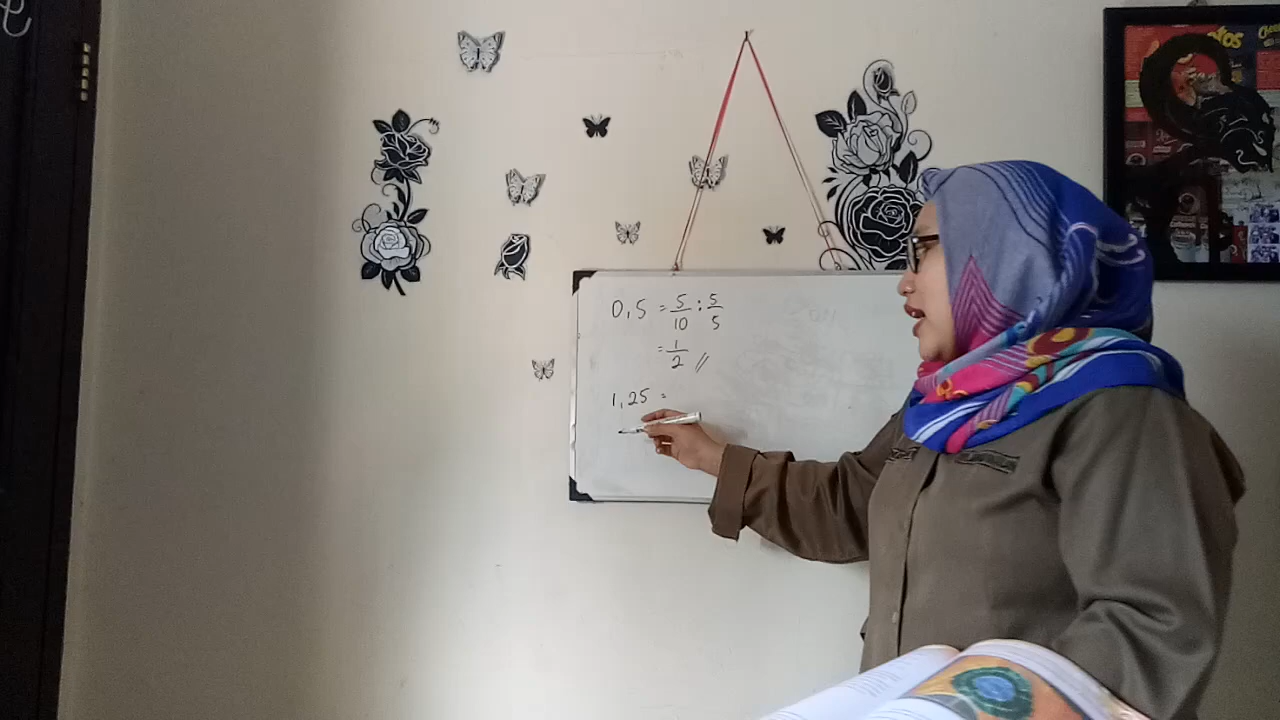 0,5 = 5/10 : 5/5
= 1/2 //
1,25 =